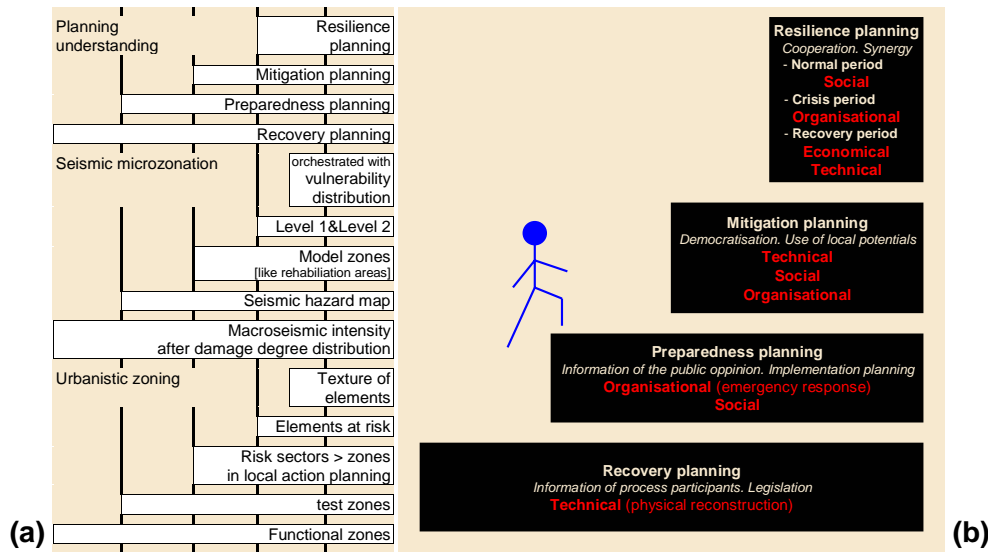 Planning
understanding
Resilience
planning
Mitigation planning
Preparedness planning
Recovery planning
Seismic microzonation
orchestrated with
vulnerability
distribution
Level 1&Level 2
Model zones
[like rehabiliation areas]
Seismic hazard map
Macroseismic intensity
after damage degree distribution
Urbanistic zoning
Texture of
elements
Elements at risk
Risk sectors > zones
in local action planning
test zones
Functional zones
(a)
Resilience planning
Cooperation. Synergy
- Normal period
Social
- Crisis period
Organisational
- Recovery period
Economical
Technical
Mitigation planning
Democratisation. Use of local potentials
Technical
Social
Organisational
Preparedness planning
Information of the public oppinion. Implementation planning
Organisational (emergency response)
Social
Recovery planning
Information of process participants. Legislation
Technical (physical reconstruction)
(b)